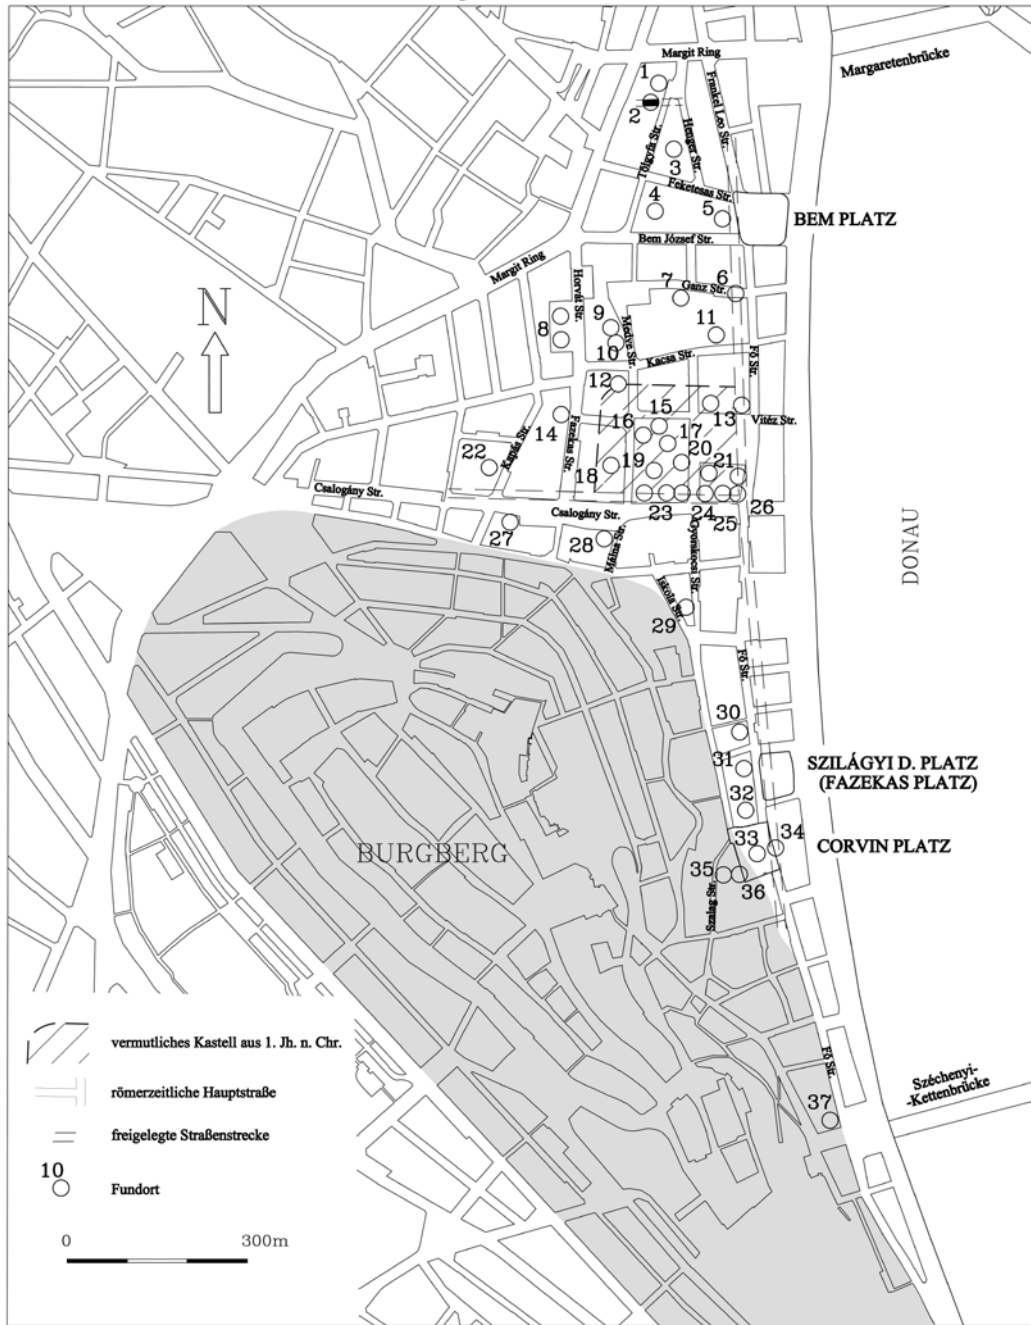 Margit Ring
Margaretenbrücke
1
Frankel Leo Str.
2
Tölgyfa Str.
Henger Str.
3
Feketesas Str.
4
5
BEM PLATZ
Bem József Str.
Margit Ring
N
Horvát Str.
7
6
Ganz Str.
8
9
10
Medve Str.
11
Kacsa Str.
Fő Str.
12
13
Vitéz Str.
14
15
16
17
Fazekas Str.
Kapás Str.
18
19
20
21
22
Csalogány Str.
Csalogány Str.
23
24
25
26
27
28
Málna Str.
Gyorskocsi Str.
DONAU
Iskola Str.
29
Fő Str.
30
31
SZILÁGYI D. PLATZ
(FAZEKAS PLATZ)
32
33
34
CORVIN PLATZ
BURGBERG
35
36
Szalag Str.
Fő Str.
37
Széchenyi-
-Kettenbrücke
vermutliches Kastell aus 1. Jh. n. Chr.
römerzeitliche Hauptstraße
freigelegte Straßenstrecke
10
Fundort
0 300m